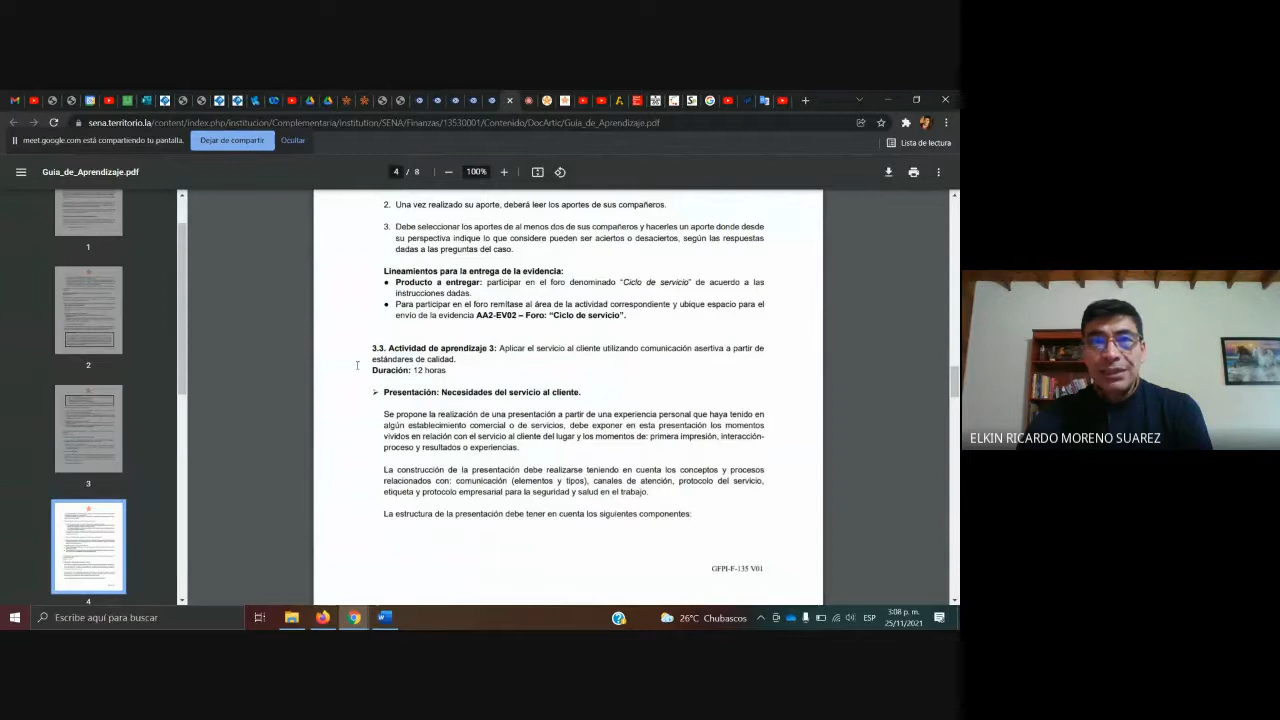 sena.territorio.la/content/index.php/institucion/Complementaria/institution/SENA/Finanzas/13530001/Contenido/DocArtic/Guia_de_Aprendizaje.pdf
meet.google.com está compartiendo tu pantalla.
Dejar de compartir
Ocultar
Lista de lectura
Guia_de_Aprendizaje.pdf
4 / 8
100%
1
2
3
4
2. Una vez realizado su aporte, deberá leer los aportes de sus compañeros.
3. Debe seleccionar los aportes de al menos dos de sus compañeros y hacerles un aporte donde desde
su perspectiva indique lo que considere pueden ser aciertos o desaciertos, según las respuestas
dadas a las preguntas del caso.
Lineamientos para la entrega de la evidencia:
● Producto a entregar: participar en el foro denominado "Ciclo de servicio" de acuerdo a las
instrucciones dadas.
● Para participar en el foro remítase al área de la actividad correspondiente y ubique espacio para el
envío de la evidencia AA2-EV02 – Foro: "Ciclo de servicio".
3.3. Actividad de aprendizaje 3: Aplicar el servicio al cliente utilizando comunicación asertiva a partir de
estándares de calidad.
Duración: 12 horas
➢ Presentación: Necesidades del servicio al cliente.
Se propone la realización de una presentación a partir de una experiencia personal que haya tenido en
algún establecimiento comercial o de servicios, debe exponer en esta presentación los momentos
vividos en relación con el servicio al cliente del lugar y los momentos de: primera impresión, interacción-
proceso y resultados o experiencias.
La construcción de la presentación debe realizarse teniendo en cuenta los conceptos y procesos
relacionados con: comunicación (elementos y tipos), canales de atención, protocolo del servicio,
etiqueta y protocolo empresarial para la seguridad y salud en el trabajo.
La estructura de la presentación debe tener en cuenta los siguientes componentes:
GFPI-F-135 V01
ELKIN RICARDO MORENO SUAREZ
Escribe aquí para buscar
26°C Chubascos
ESP
3:08 p. m.
25/11/2021